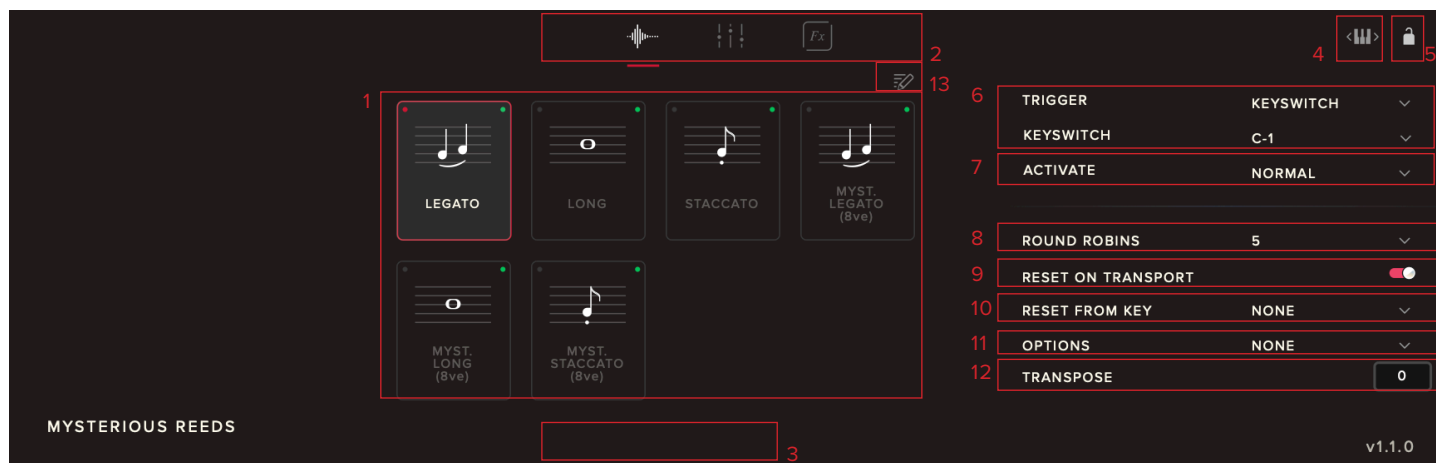 Fx
2
4
5
13
1
LEGATO
LONG
STACCATO
MYST.
LEGATO
(8ve)
MYST.
LONG
(8ve)
MYST.
STACCATO
(8ve)
6
TRIGGER KEYSWITCH
KEYSWITCH C-1
7 ACTIVATE NORMAL
8 ROUND ROBINS 5
9 RESET ON TRANSPORT
10 RESET FROM KEY NONE
11 OPTIONS NONE
12 TRANSPOSE 0
MYSTERIOUS REEDS
3
v1.1.0